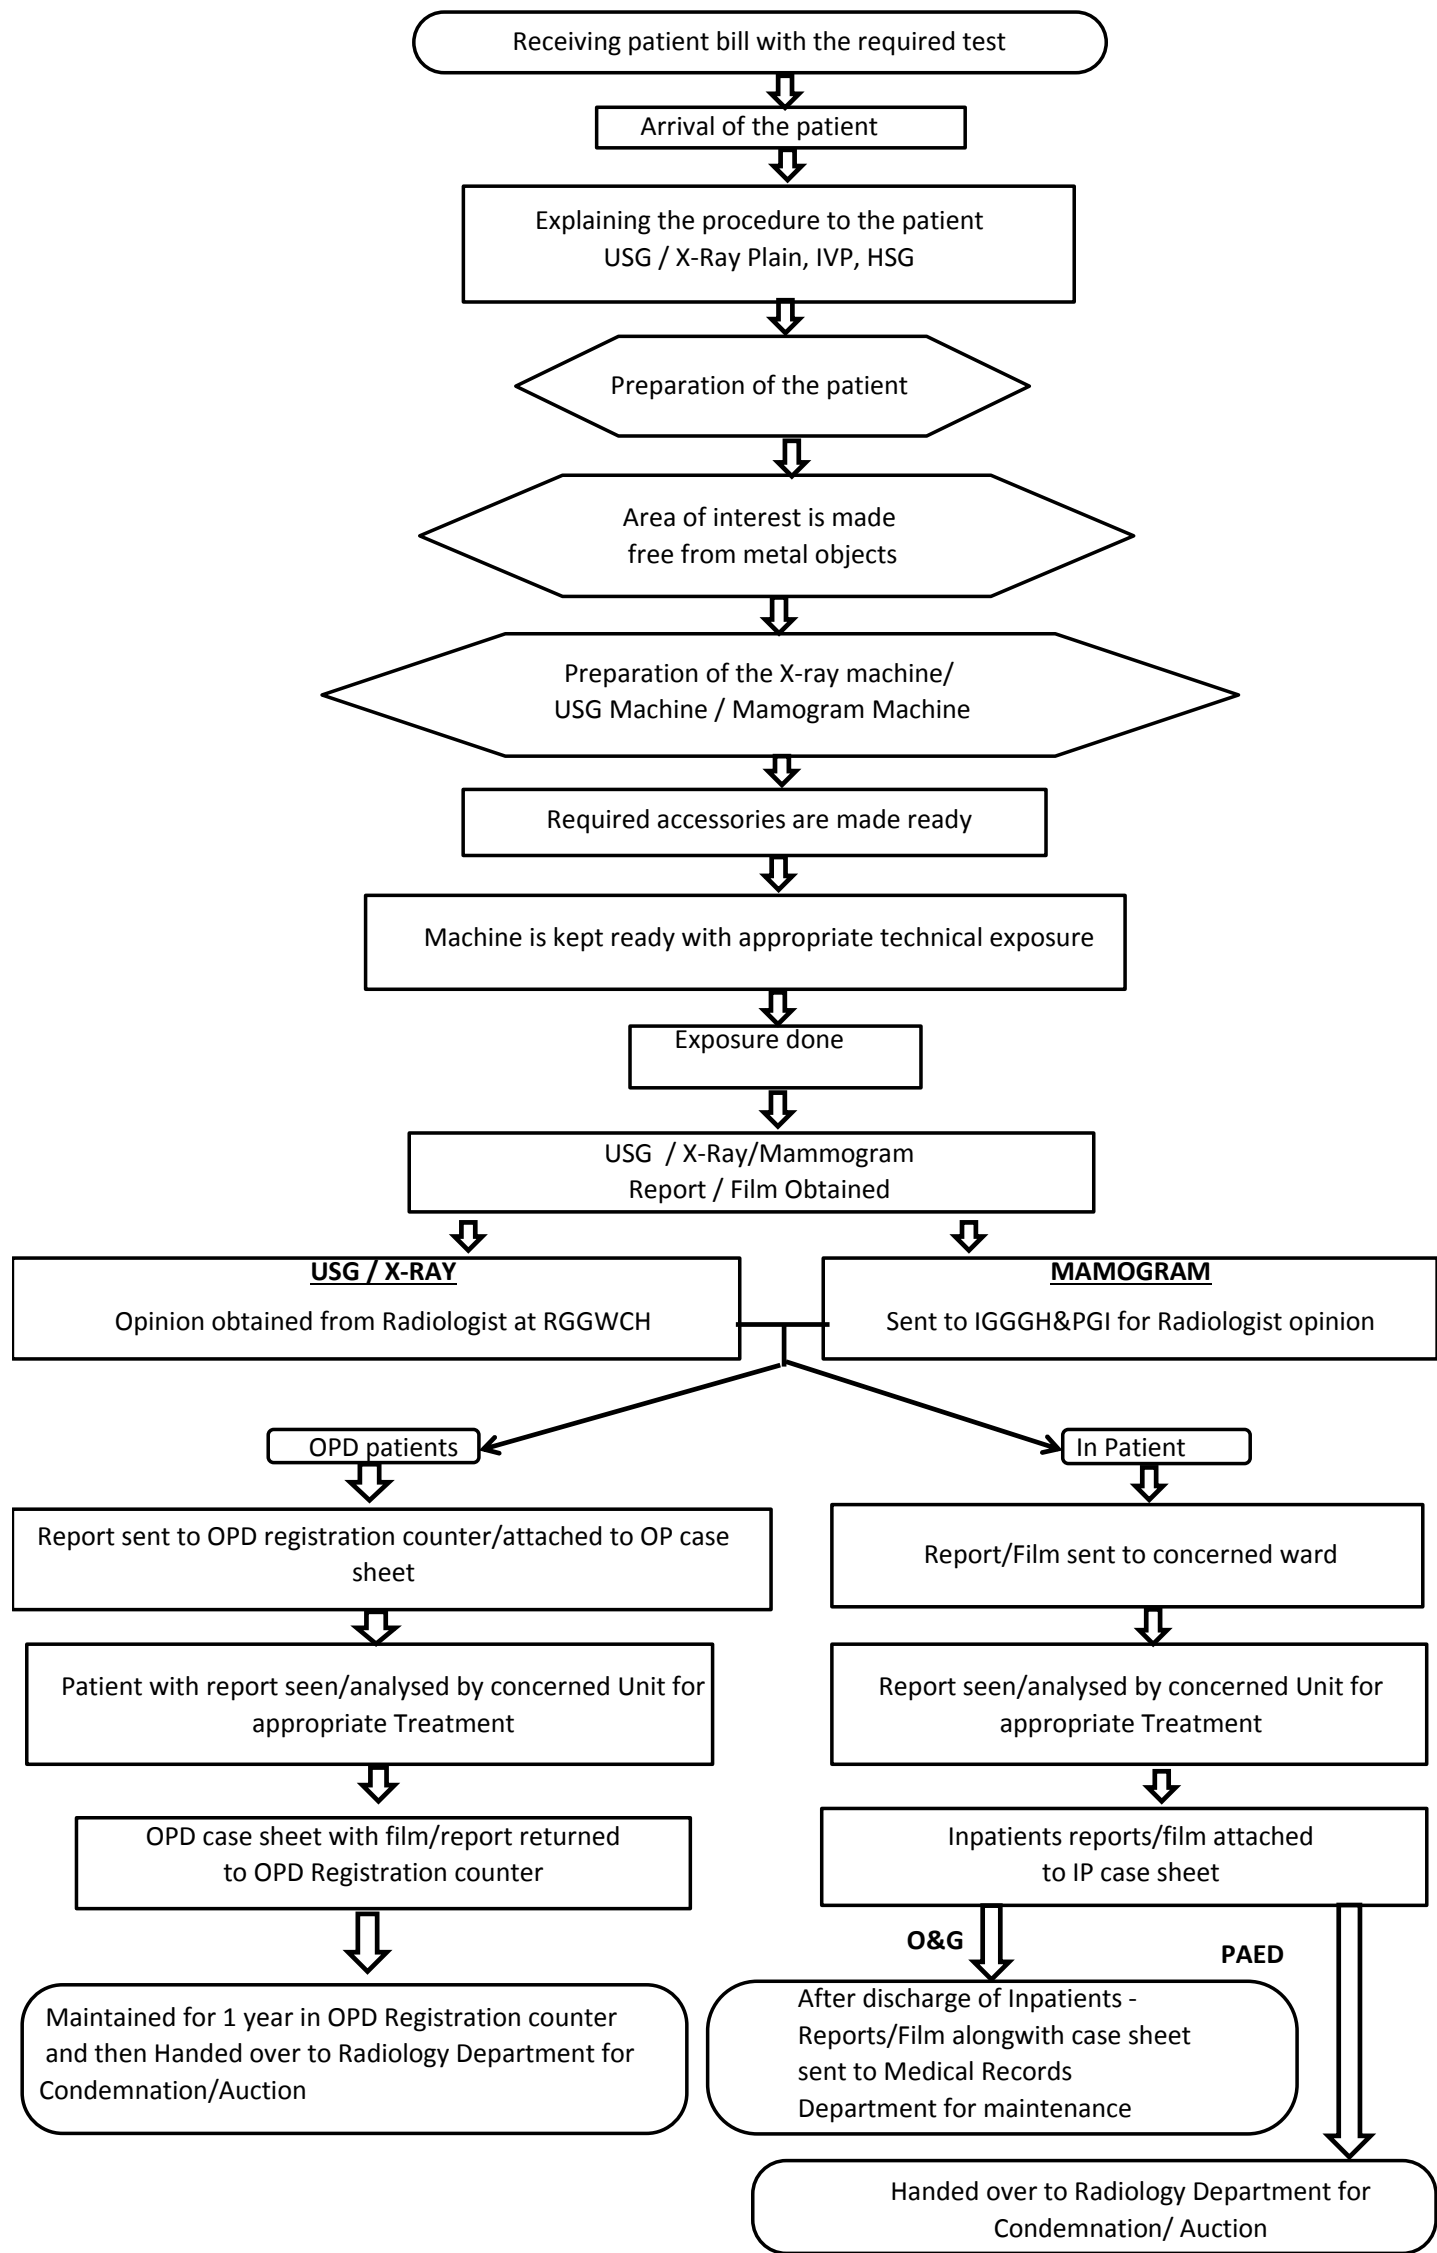 Receiving patient bill with the required test
Arrival of the patient
Explaining the procedure to the patient
USG / X-Ray Plain, IVP, HSG
Preparation of the patient
Area of interest is made
free from metal objects
Preparation of the X-ray machine/
USG Machine / Mamogram Machine
Required accessories are made ready
Machine is kept ready with appropriate technical exposure
Exposure done
USG / X-Ray/Mammogram
Report / Film Obtained
USG / X-RAY
Opinion obtained from Radiologist at RGGWCH
MAMOGRAM
Sent to IGGGH&PGI for Radiologist opinion
OPD patients
Report sent to OPD registration counter/attached to OP case
sheet
Patient with report seen/analysed by concerned Unit for
appropriate Treatment
OPD case sheet with film/report returned
to OPD Registration counter
Maintained for 1 year in OPD Registration counter
and then Handed over to Radiology Department for
Condemnation/Auction
In Patient
Report/Film sent to concerned ward
Report seen/analysed by concerned Unit for
appropriate Treatment
Inpatients reports/film attached
to IP case sheet
O&G
PAED
After discharge of Inpatients -
Reports/Film alongwith case sheet
sent to Medical Records
Department for maintenance
Handed over to Radiology Department for
Condemnation/ Auction